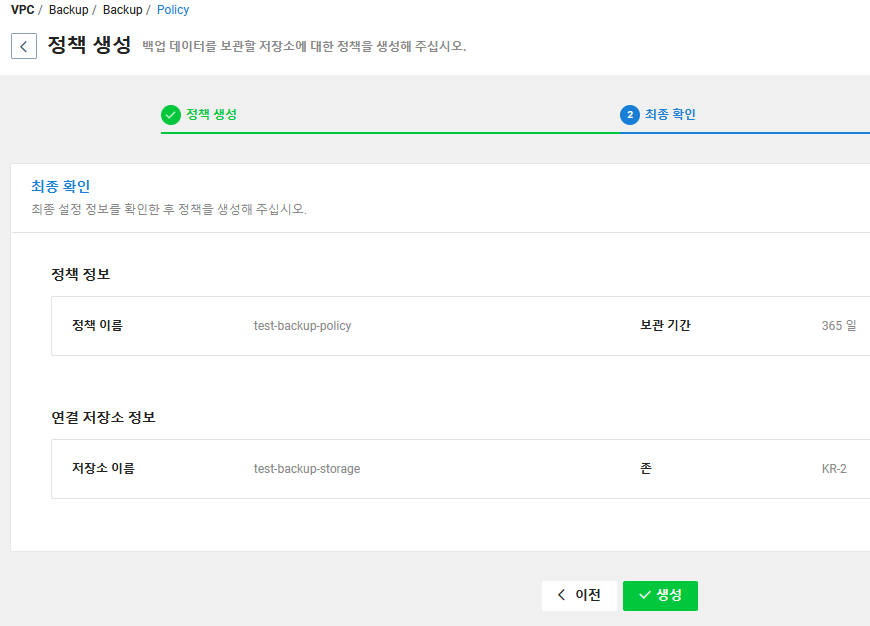 VPC / Backup / Backup / Policy
정책 생성 백업 데이터를 보관할 저장소에 대한 정책을 생성해 주십시오.
정책 생성 2 최종 확인
최종 확인
최종 설정 정보를 확인한 후 정책을 생성해 주십시오.
정책 정보
정책 이름 test-backup-policy 보관 기간 365 일
연결 저장소 정보
저장소 이름 test-backup-storage 존 KR-2
이전 생성